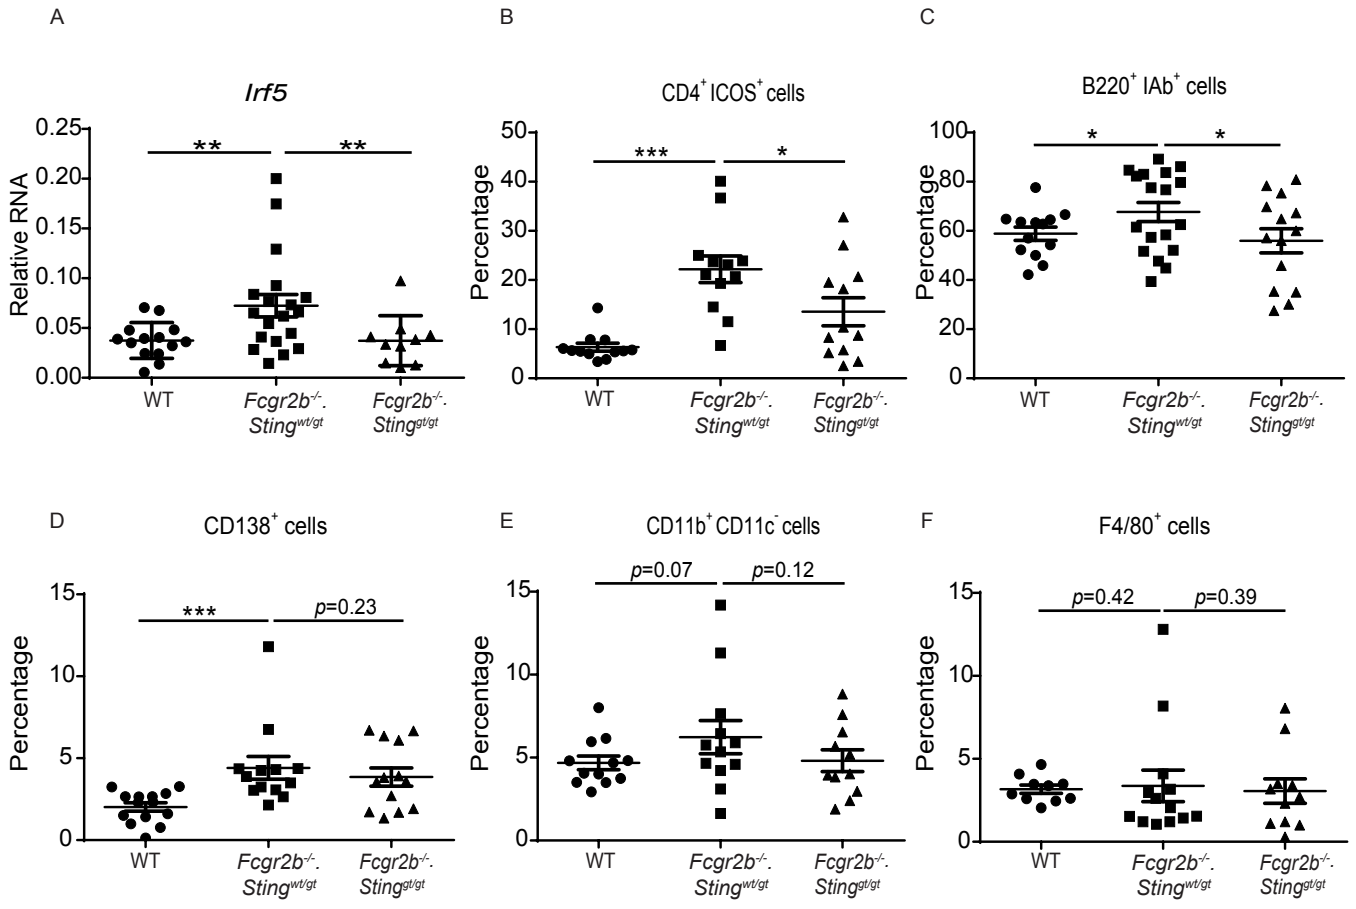 A
Irf5
** **
Relative RNA
0.25
0.20
0.15
0.10
0.05
0.00
WT
Fcgr2b-/-.
Stingwt/gt
Fcgr2b-/-.
Stinggt/gt
B
CD4+ ICOS+ cells
*** *
Percentage
50
40
30
20
10
0
WT
Fcgr2b-/-.
Stingwt/gt
Fcgr2b-/-.
Stinggt/gt
C
B220+ IAb+ cells
* *
Percentage
100
80
60
40
20
0
WT
Fcgr2b-/-.
Stingwt/gt
Fcgr2b-/-.
Stinggt/gt
D
CD138+ cells
*** p=0.23
Percentage
15
10
5
0
WT
Fcgr2b-/-.
Stingwt/gt
Fcgr2b-/-.
Stinggt/gt
E
CD11b+ CD11c- cells
p=0.07 p=0.12
Percentage
15
10
5
0
WT
Fcgr2b-/-.
Stingwt/gt
Fcgr2b-/-.
Stinggt/gt
F
F4/80+ cells
p=0.42 p=0.39
Percentage
15
10
5
0
WT
Fcgr2b-/-.
Stingwt/gt
Fcgr2b-/-.
Stinggt/gt